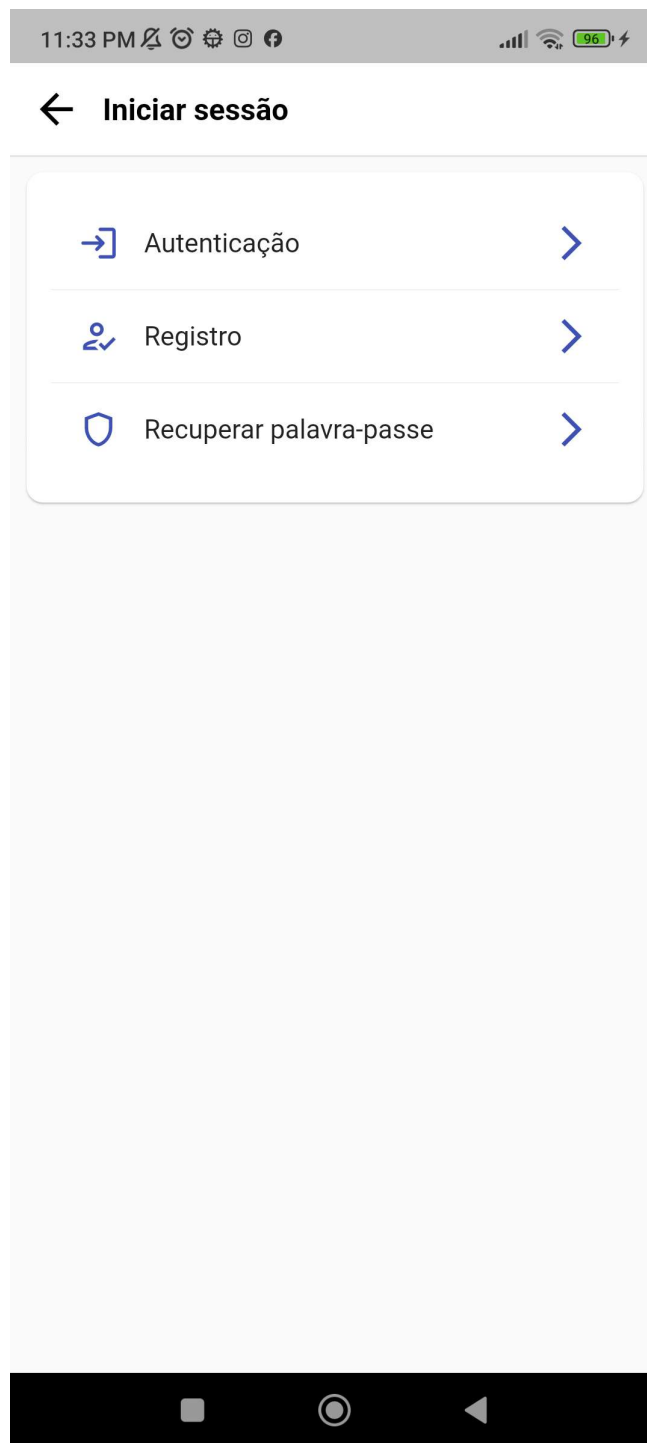 11:33 PM
96
Iniciar sessão
Autenticação
Registro
Recuperar palavra-passe